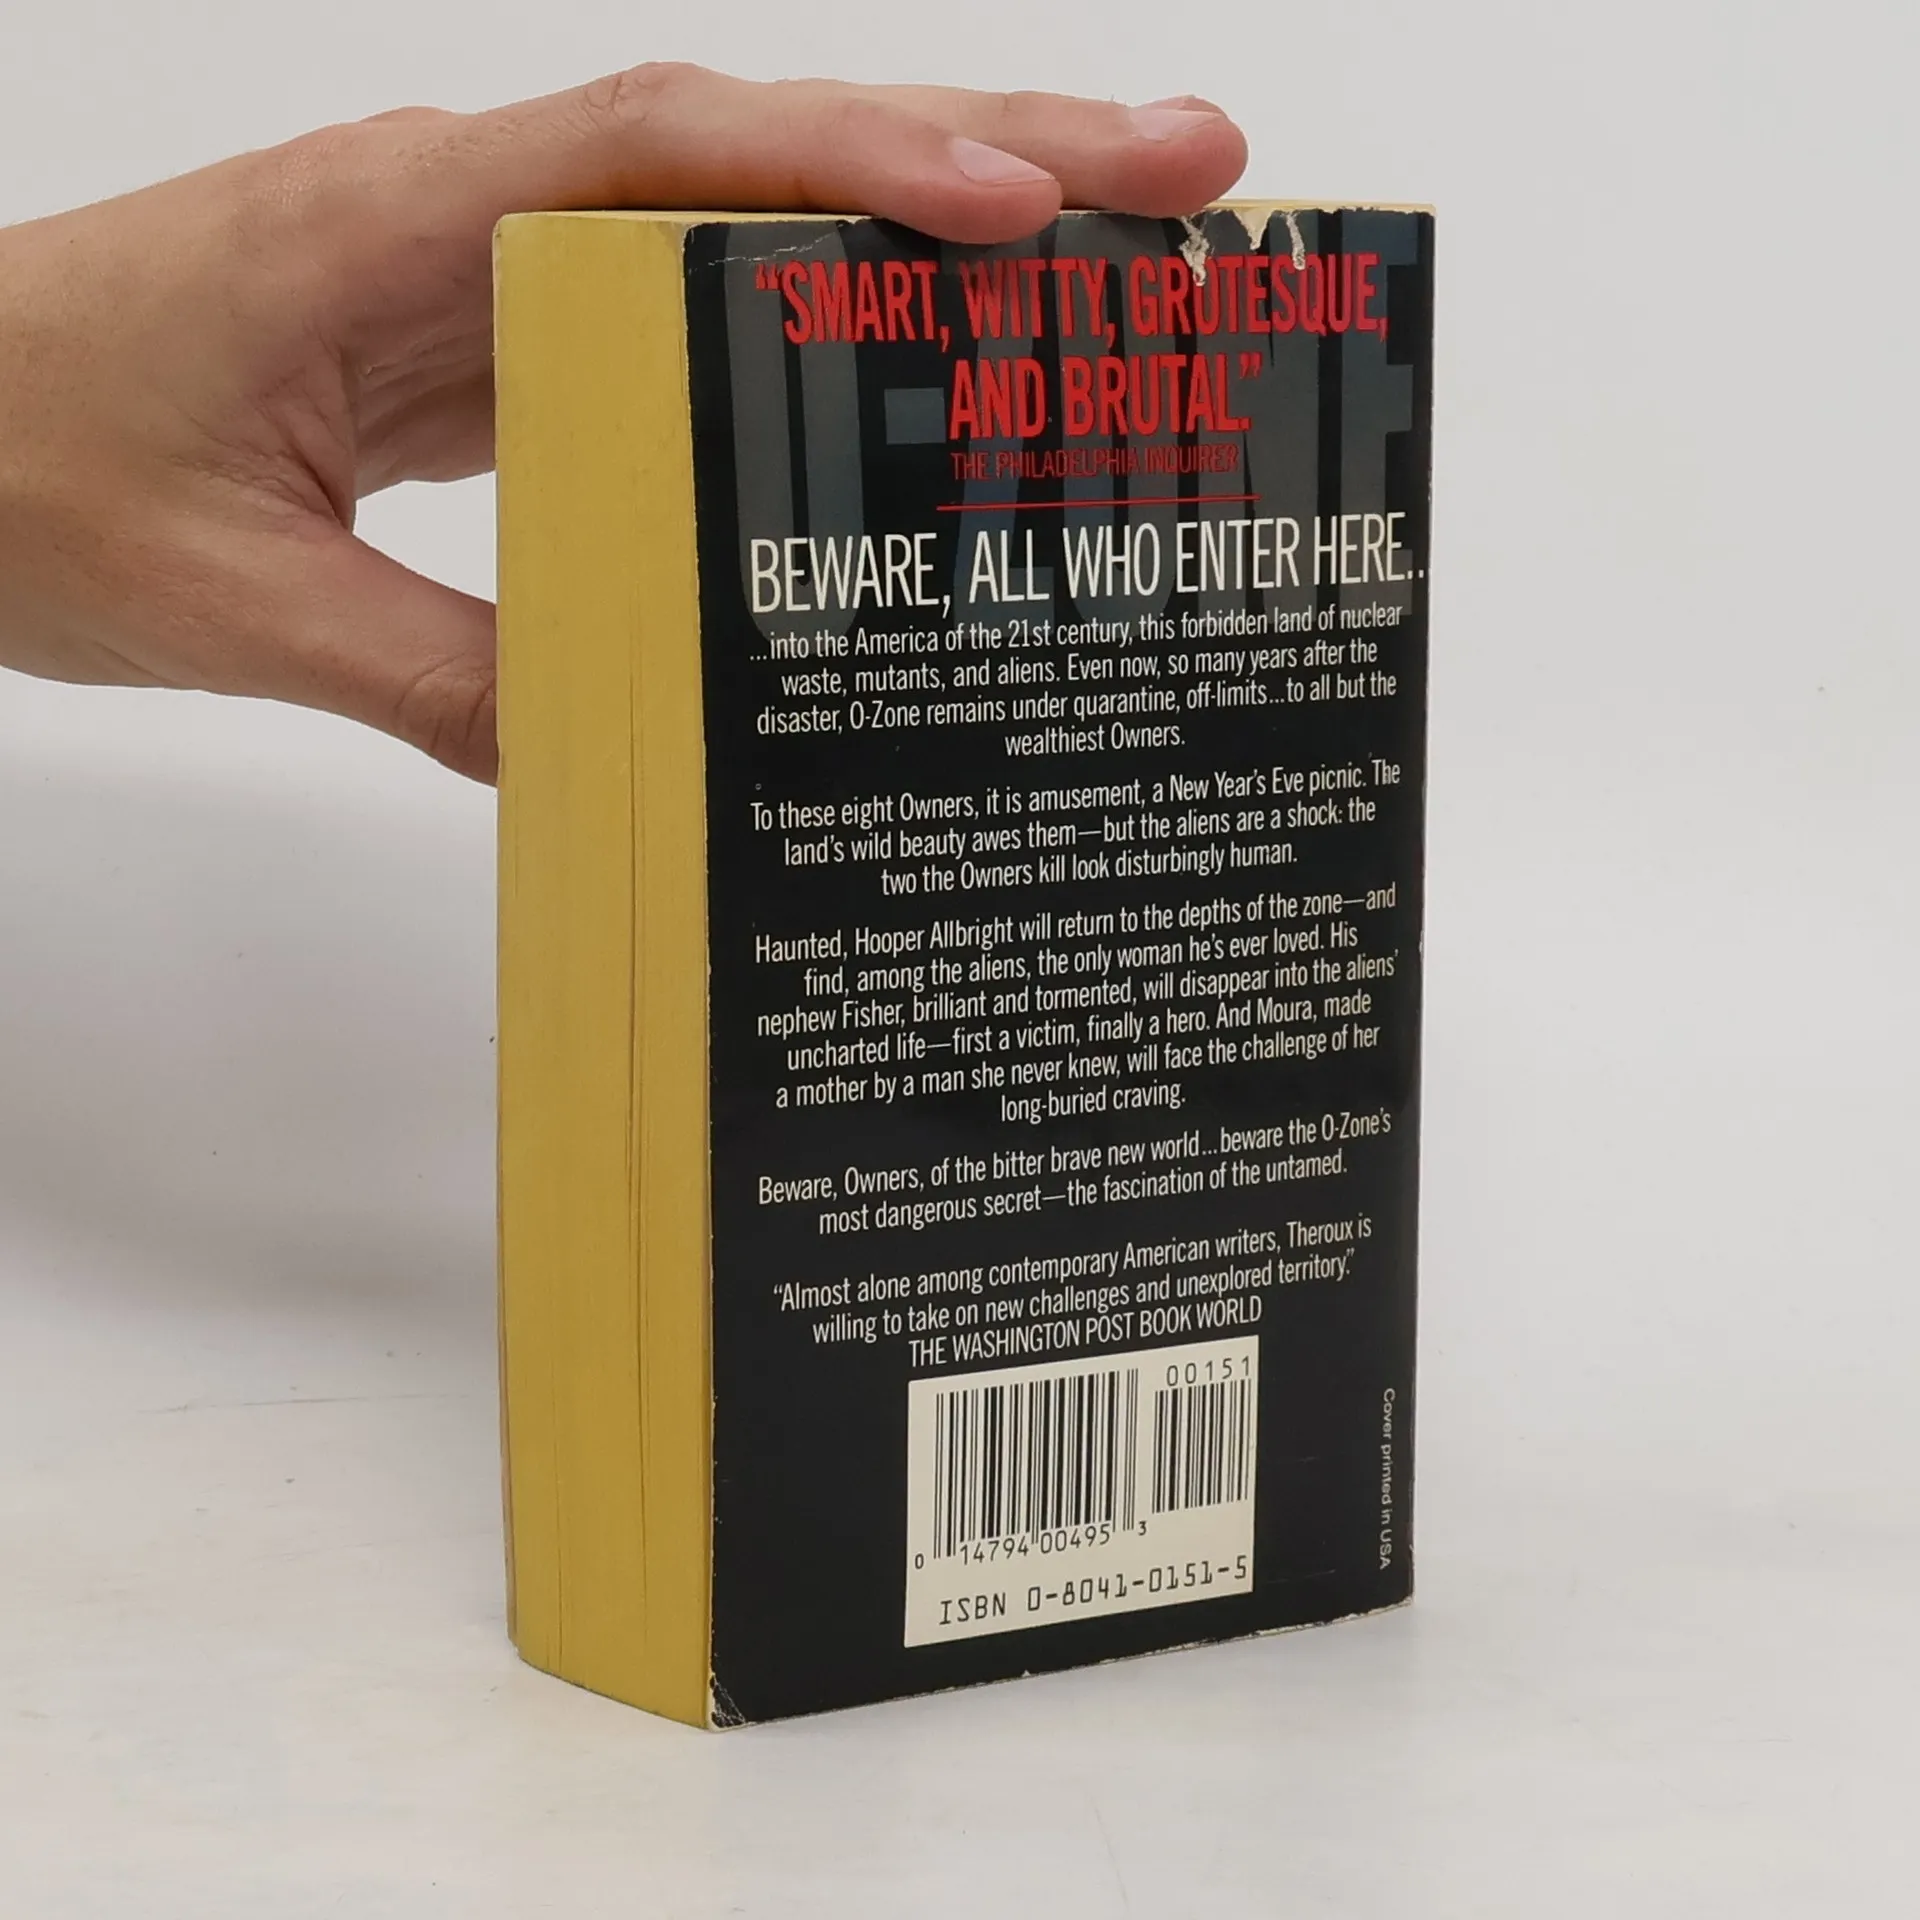 O-ZONE
“SMART, WITTY, GROTESQUE,
AND BRUTAL.”
THE PHILADELPHIA INQUIRER
BEWARE, ALL WHO ENTER HERE..
...into the America of the 21st century, this forbidden land of nuclear
waste, mutants, and aliens. Even now, so many years after the
disaster, O-Zone remains under quarantine, off-limits...to all but the
wealthiest Owners.
To these eight Owners, it is amusement, a New Year's Eve picnic. The
land's wild beauty awes them—but the aliens are a shock: the
two the Owners kill look disturbingly human.
Haunted, Hooper Allbright will return to the depths of the zone—and
find, among the aliens, the only woman he's ever loved. His
nephew Fisher, brilliant and tormented, will disappear into the aliens'
uncharted life—first a victim, finally a hero. And Moura, made
a mother by a man she never knew, will face the challenge of her
long-buried craving.
Beware, Owners, of the bitter brave new world...beware the O-Zone's
most dangerous secret—the fascination of the untamed.
“Almost alone among contemporary American writers, Theroux is
willing to take on new challenges and unexplored territory.”
THE WASHINGTON POST BOOK WORLD
00151
0 14794 00495 3
ISBN 0-8041-0151-5
Cover printed in USA